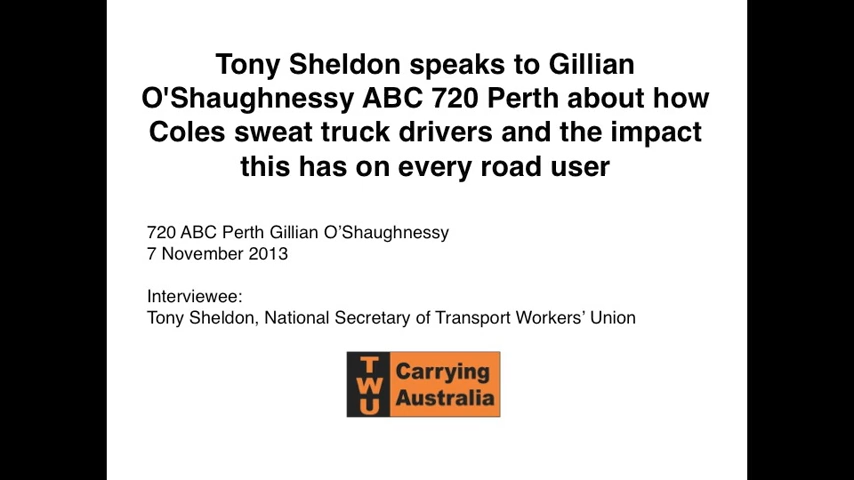 Tony Sheldon speaks to Gillian
O'Shaughnessy ABC 720 Perth about how
Coles sweat truck drivers and the impact
this has on every road user
720 ABC Perth Gillian O’Shaughnessy
7 November 2013
Interviewee:
Tony Sheldon, National Secretary of Transport Workers’ Union
TWU
Carrying
Australia